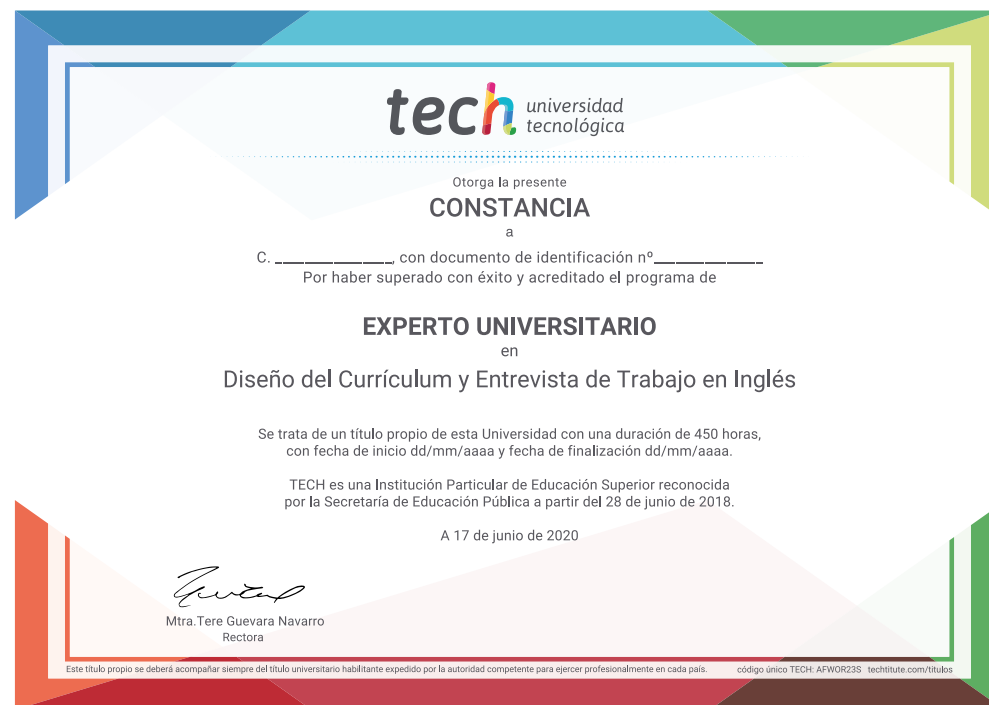 tech universidad
tecnológica
Otorga la presente
CONSTANCIA
a
C. ________________, con documento de identificación nº_______________
Por haber superado con éxito y acreditado el programa de
EXPERTO UNIVERSITARIO
en
Diseño del Currículum y Entrevista de Trabajo en Inglés
Se trata de un título propio de esta Universidad con una duración de 450 horas,
con fecha de inicio dd/mm/aaaa y fecha de finalización dd/mm/aaaa.
TECH es una Institución Particular de Educación Superior reconocida
por la Secretaría de Educación Pública a partir del 28 de junio de 2018.
A 17 de junio de 2020
Mtra.Tere Guevara Navarro
Rectora
Este título propio se deberá acompañar siempre del título universitario habilitante expedido por la autoridad competente para ejercer profesionalmente en cada país. código único TECH: AFWOR23S techtitute.com/titulos